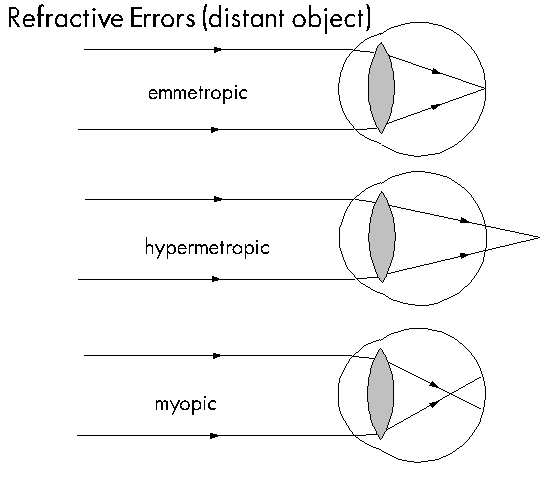 Refractive Errors (distant object)
emmetropic
hypermetropic
myopic